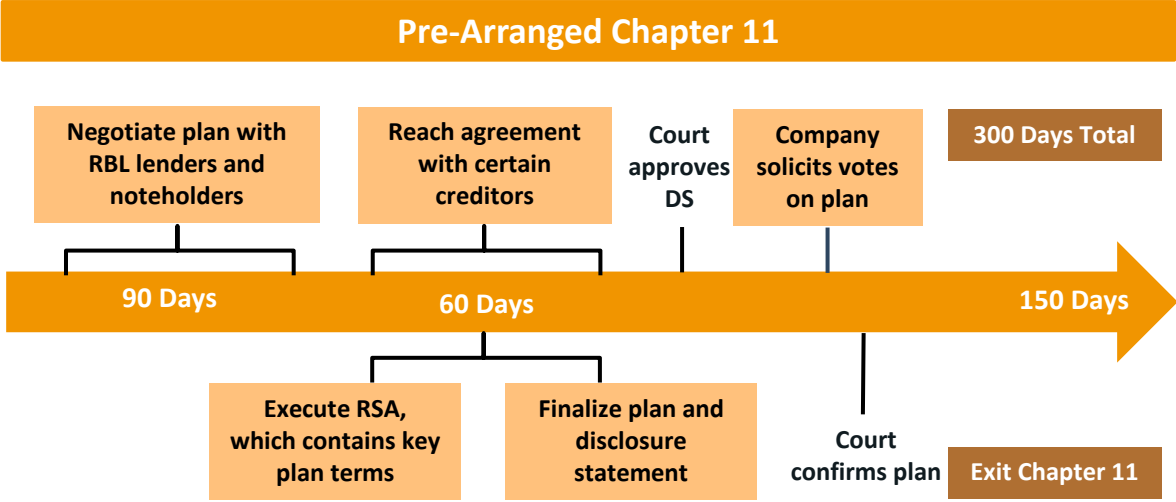 Pre-Arranged Chapter 11
Negotiate plan with
RBL lenders and
noteholders
Reach agreement
with certain
creditors
Court
approves
DS
Company
solicits votes
on plan
300 Days Total
90 Days
60 Days
150 Days
Execute RSA,
which contains key
plan terms
Finalize plan and
disclosure
statement
Court
confirms plan
Exit Chapter 11